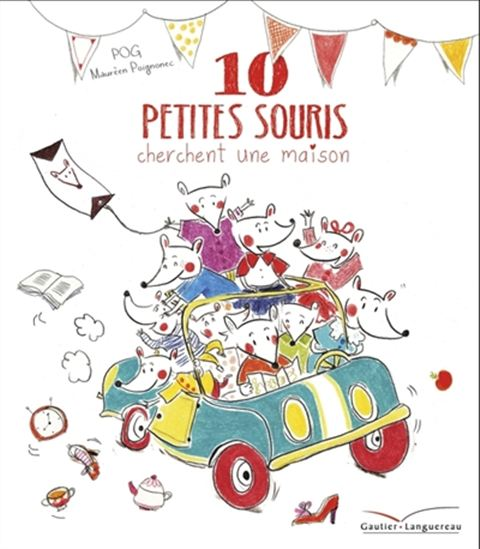 POG
Maurèen Poignonec
10
PETITES SOURIS
cherchent une maison
Gautier-Languereau